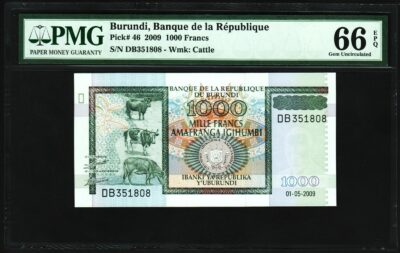 PMG
PAPER MONEY GUARANTY
Burundi, Banque de la République
Pick# 46 2009 1000 Francs
S/N DB351808 - Wmk: Cattle
66 EPQ
Gem Uncirculated
BANQUE DE LA REPUBLIQUE
DU BURUNDI
1000
MILLE FRANCS
AMAFRANGA IGIHUMBI
DB351808
IBANKI YA REPUBLIKA
Y'UBURUNDI
DB351808
1000
01-05-2009